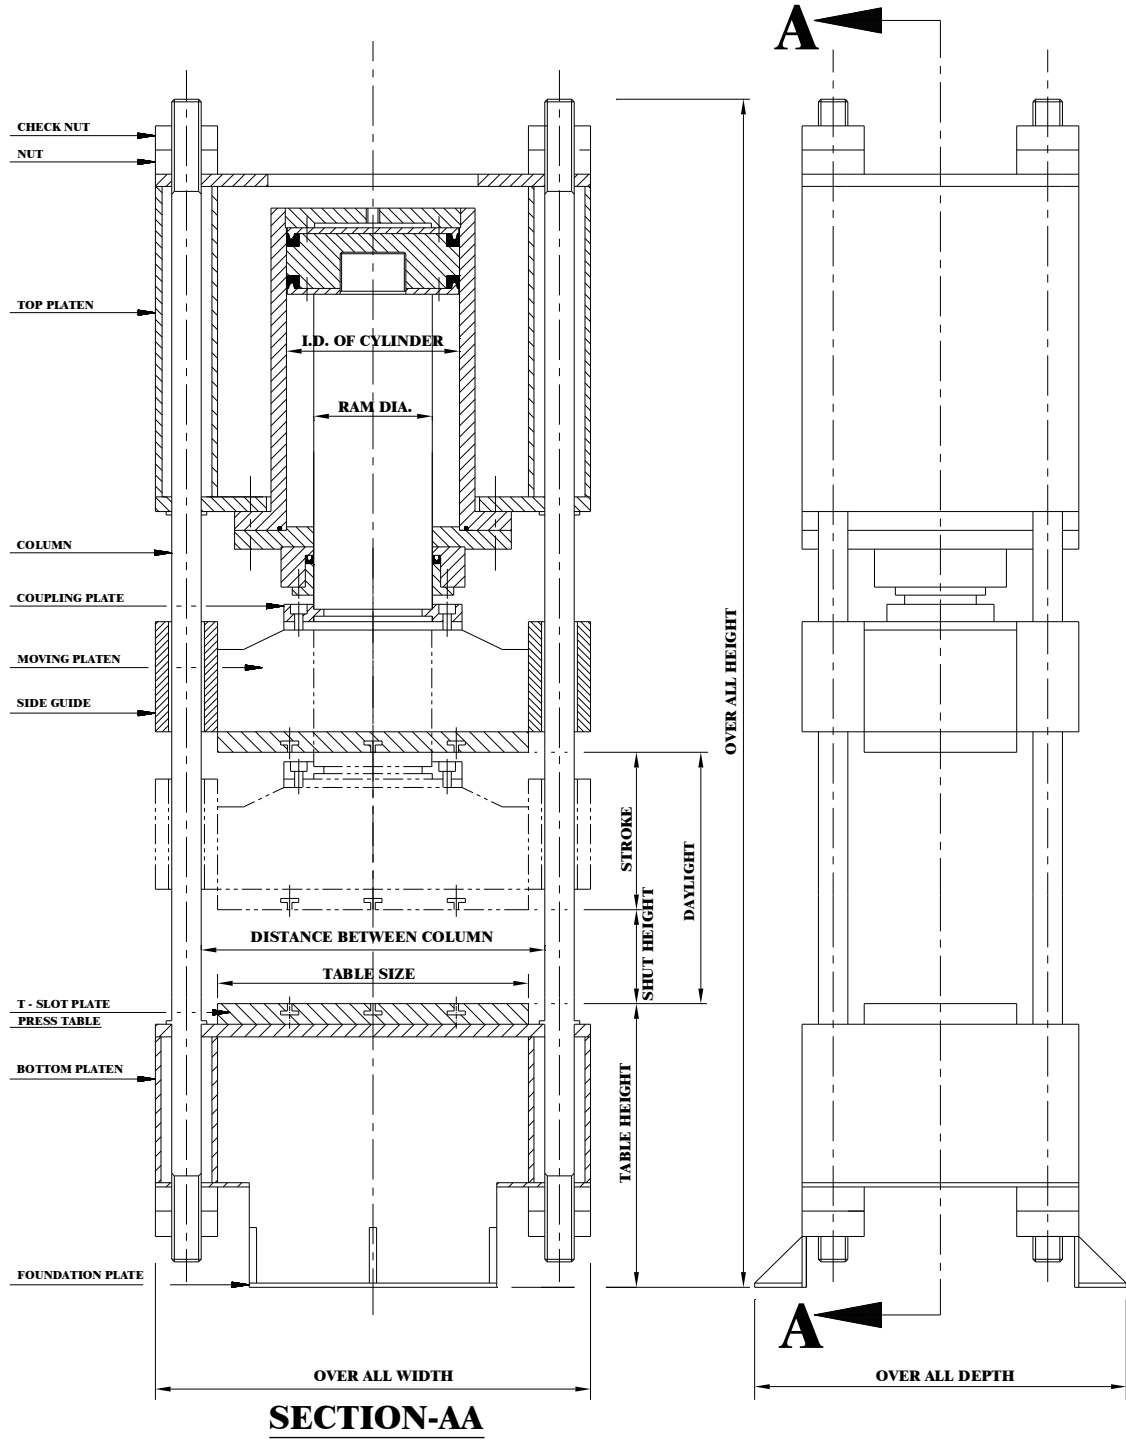 A
CHECK NUT
NUT
TOP PLATEN
I.D. OF CYLINDER
RAM DIA.
COLUMN
COUPLING PLATE
MOVING PLATEN
SIDE GUIDE
OVER ALL HEIGHT
STROKE
DAYLIGHT
SHUT HEIGHT
DISTANCE BETWEEN COLUMN
TABLE SIZE
T - SLOT PLATE
PRESS TABLE
BOTTOM PLATEN
TABLE HEIGHT
FOUNDATION PLATE
A
OVER ALL WIDTH
OVER ALL DEPTH
SECTION-AA